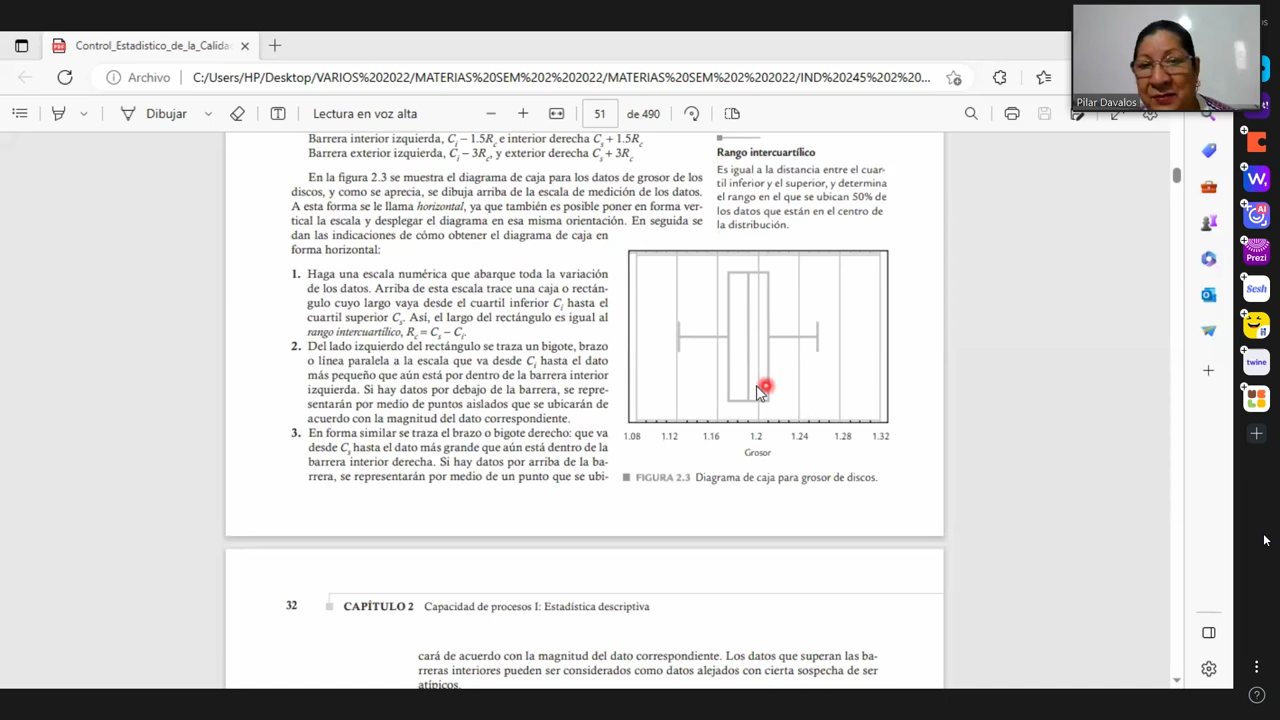 Control_Estadistico_de_la_Calida
Archivo
C:/Users/HP/Desktop/VARIOS%202022/MATERIAS%20SEM%202%202022/MATERIAS%20SEM%202%202022/IND%20245%202%20...
Dibujar
Lectura en voz alta
51
de 490
Pilar Davalos
Barrera interior izquierda, Ci − 1.5Rc e interior derecha Cs + 1.5Rc
Barrera exterior izquierda, Ci − 3Rc, y exterior derecha Cs + 3Rc
En la figura 2.3 se muestra el diagrama de caja para los datos de grosor de los
discos, y como se aprecia, se dibuja arriba de la escala de medición de los datos.
A esta forma se le llama horizontal, ya que también es posible poner en forma ver-
tical la escala y desplegar el diagrama en esa misma orientación. En seguida se
dan las indicaciones de cómo obtener el diagrama de caja en
forma horizontal:
1. Haga una escala numérica que abarque toda la variación
de los datos. Arriba de esta escala trace una caja o rectán-
gulo cuyo largo vaya desde el cuartil inferior Ci hasta el
cuartil superior Cs. Así, el largo del rectángulo es igual al
rango intercuartílico, Rc = Cs − Ci.
2. Del lado izquierdo del rectángulo se traza un bigote, brazo
o línea paralela a la escala que va desde Ci hasta el dato
más pequeño que aún está por dentro de la barrera interior
izquierda. Si hay datos por debajo de la barrera, se repre-
sentarán por medio de puntos aislados que se ubicarán de
acuerdo con la magnitud del dato correspondiente.
3. En forma similar se traza el brazo o bigote derecho: que va
desde Cs hasta el dato más grande que aún está dentro de la
barrera interior derecha. Si hay datos por arriba de la ba-
rrera, se representarán por medio de un punto que se ubi-
Rango intercuartílico
Es igual a la distancia entre el cuar-
til inferior y el superior, y determina
el rango en el que se ubican 50% de
los datos que están en el centro de
la distribución.
1.08 1.12 1.16 1.2 1.24 1.28 1.32
Grosor
FIGURA 2.3 Diagrama de caja para grosor de discos.
32 CAPÍTULO 2 Capacidad de procesos I: Estadística descriptiva
cará de acuerdo con la magnitud del dato correspondiente. Los datos que superan las ba-
rreras interiores pueden ser considerados como datos alejados con cierta sospecha de ser
atípicos.
W
Prezi
Sesh
twine